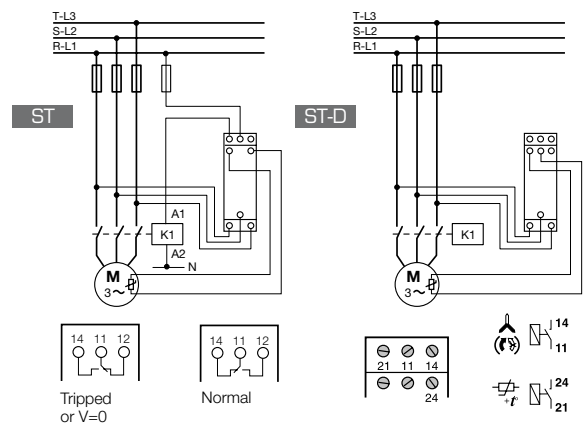 T-L3
S-L2
R-L1
ST
A1
K1
A2
N
M
3~
14 11 12
Tripped
or V=0
14 11 12
Normal
T-L3
S-L2
R-L1
ST-D
K1
M
3~
21 11 14
24
14
11
+t°
24
21